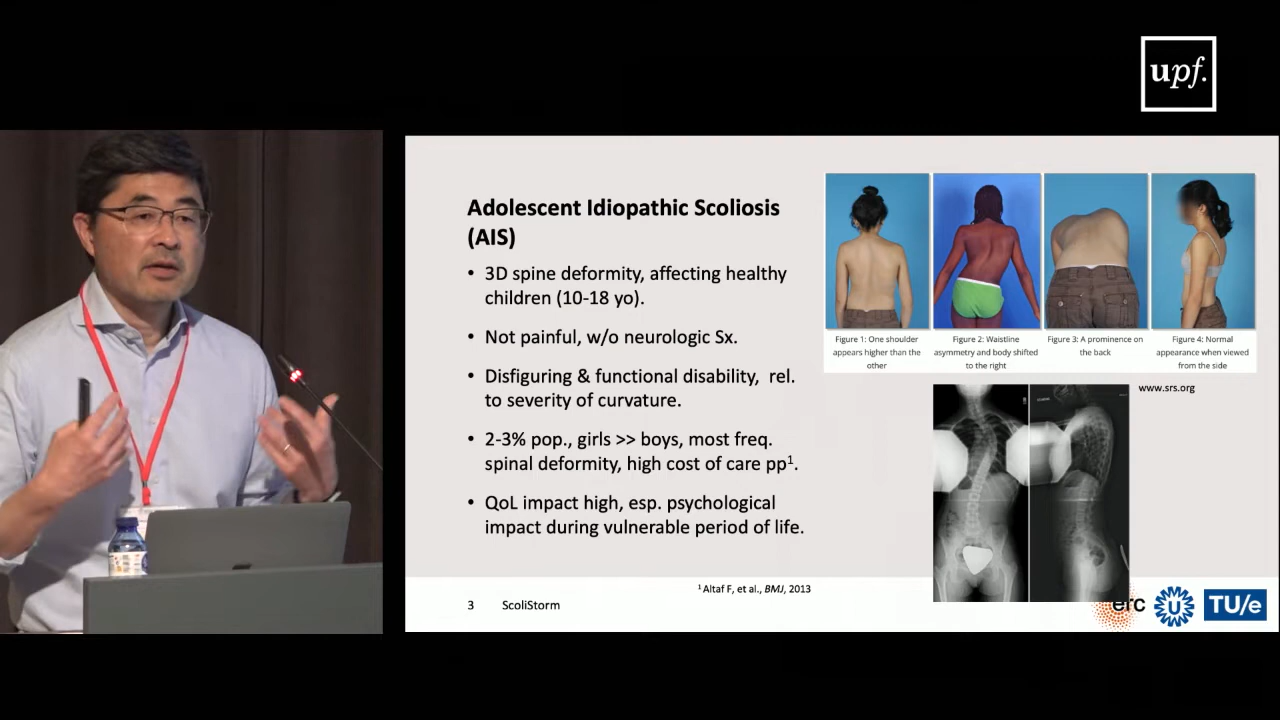 upf.
Adolescent Idiopathic Scoliosis
(AIS)
• 3D spine deformity, affecting healthy
children (10-18 yo).
• Not painful, w/o neurologic Sx.
• Disfiguring & functional disability, rel.
to severity of curvature.
• 2-3% pop., girls >> boys, most freq.
spinal deformity, high cost of care pp¹.
• QoL impact high, esp. psychological
impact during vulnerable period of life.
Figure 1: One shoulder
appears higher than the
other
Figure 2: Waistline
asymmetry and body shifted
to the right
Figure 3: A prominence on
the back
Figure 4: Normal
appearance when viewed
from the side
www.srs.org
¹ Altaf F, et al., BMJ, 2013
3 ScoliStorm
erc
U
TU/e